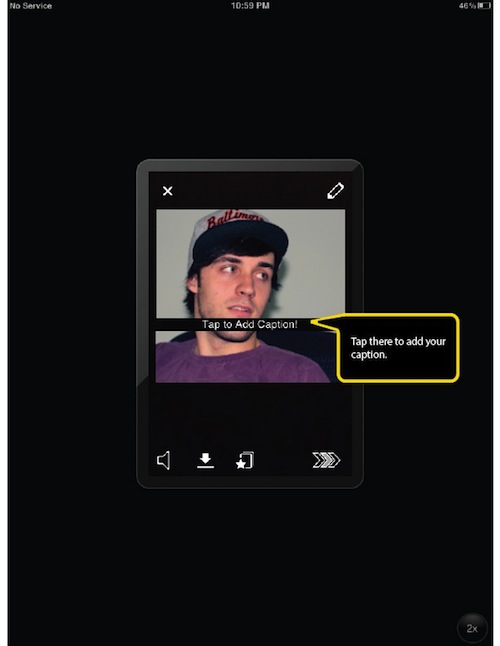 No Service 10:59 PM 46%
Baltimore
Tap to Add Caption!
Tap there to add your
caption.
2x